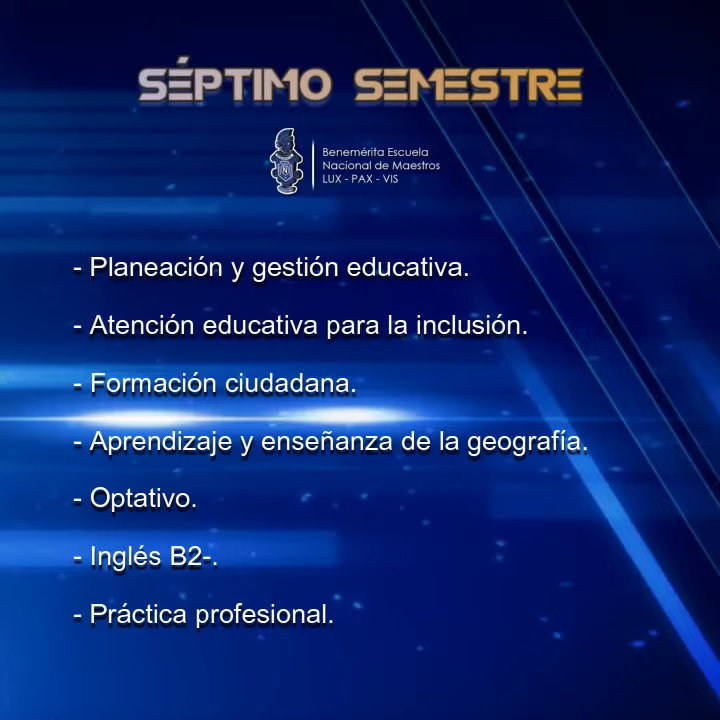 SÉPTIMO SEMESTRE
Benemérita Escuela
Nacional de Maestros
LUX - PAX - VIS
- Planeación y gestión educativa.
- Atención educativa para la inclusión.
- Formación ciudadana.
- Aprendizaje y enseñanza de la geografía.
- Optativo.
- Inglés B2-.
- Práctica profesional.